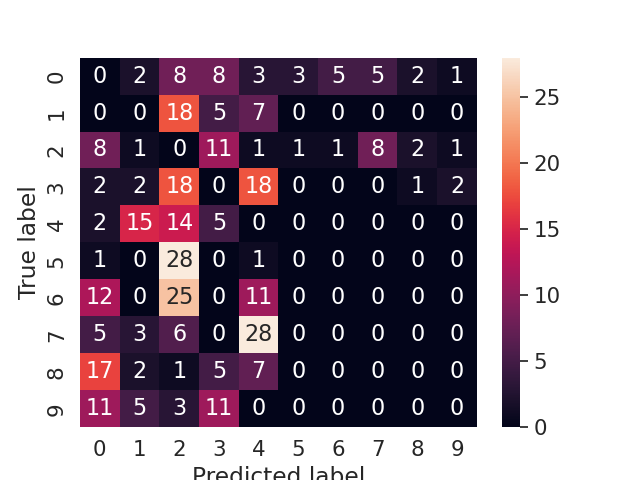 0 0 2 8 8 3 3 5 5 2 1
1 0 0 18 5 7 0 0 0 0 0
2 8 1 0 11 1 1 1 8 2 1
3 2 2 18 0 18 0 0 0 1 2
4 2 15 14 5 0 0 0 0 0 0
5 1 0 28 0 1 0 0 0 0 0
6 12 0 25 0 11 0 0 0 0 0
7 5 3 6 0 28 0 0 0 0 0
8 17 2 1 5 7 0 0 0 0 0
9 11 5 3 11 0 0 0 0 0 0
0 1 2 3 4 5 6 7 8 9
Predicted label
True label
25
20
15
10
5
0